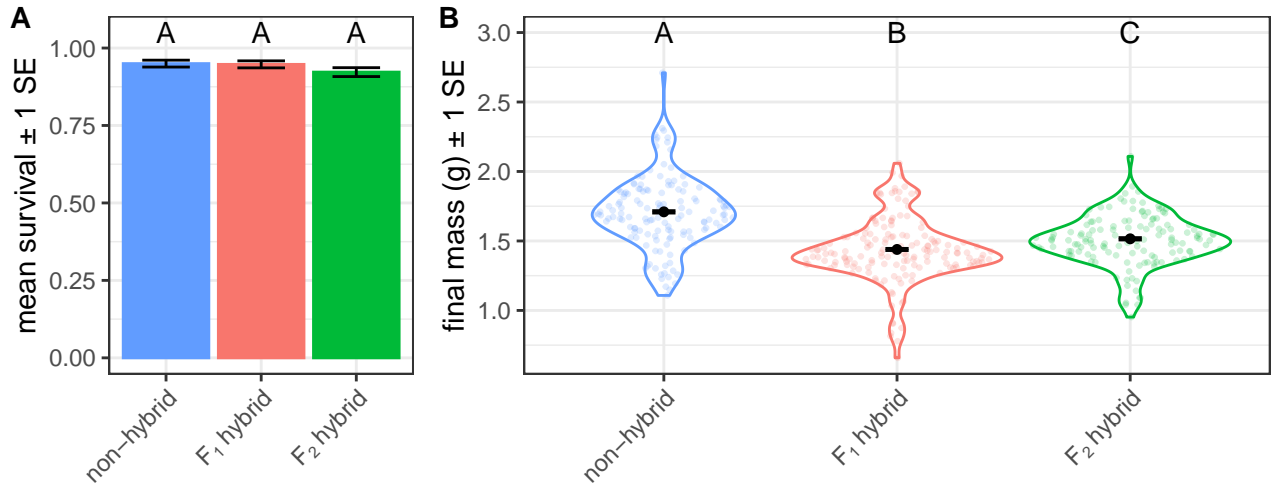 A
mean survival ± 1 SE
1.00
0.75
0.50
0.25
0.00
A A A
non−hybrid
F₁ hybrid
F₂ hybrid
B
final mass (g) ± 1 SE
3.0
2.5
2.0
1.5
1.0
A B C
non−hybrid
F₁ hybrid
F₂ hybrid